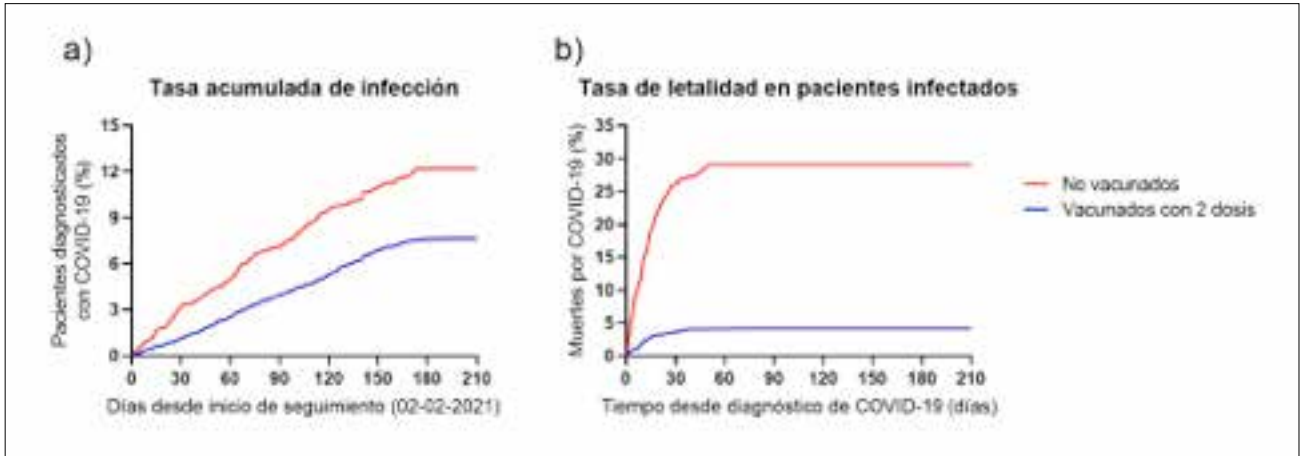 a)
Tasa acumulada de infección
Pacientes diagnosticados
con COVID-19 (%)
15
12
9
6
3
0
0 30 60 90 120 150 180 210
Días desde inicio de seguimiento (02-02-2021)
b)
Tasa de letalidad en pacientes infectados
Muertes por COVID-19 (%)
35
30
25
20
15
10
5
0
0 30 60 90 120 150 180 210
Tiempo desde diagnóstico de COVID-19 (días)
No vacunados
Vacunados con 2 dosis